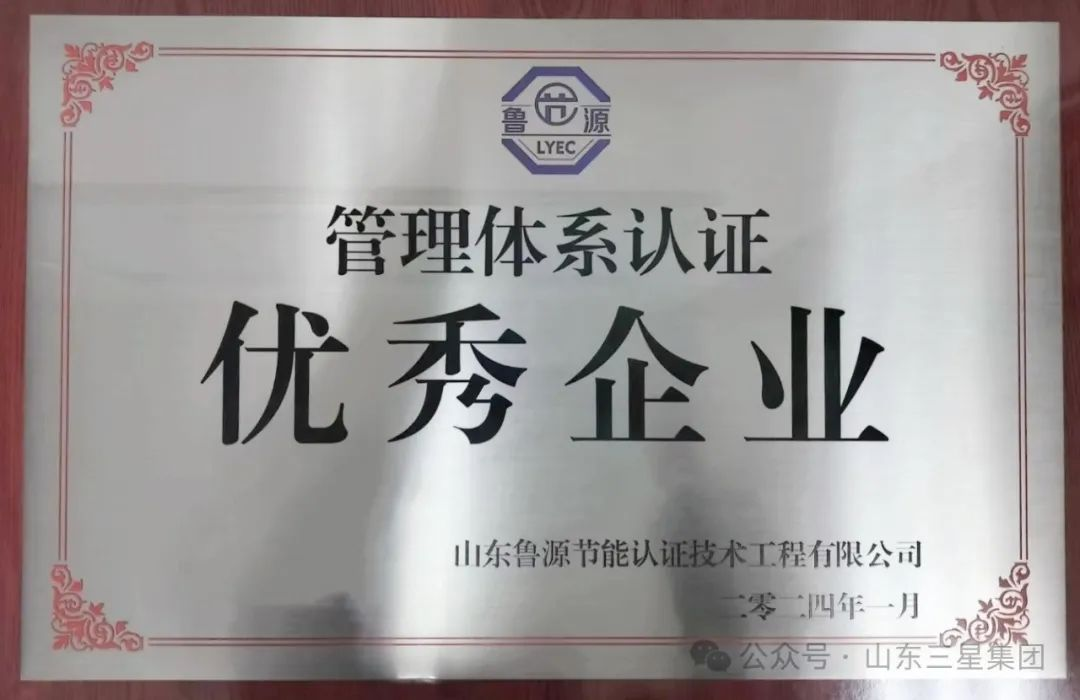 鲁 节 源
LYEC
管理体系认证
优秀企业
山东鲁源节能认证技术工程有限公司
二零二四年一月
公众号·山东三星集团